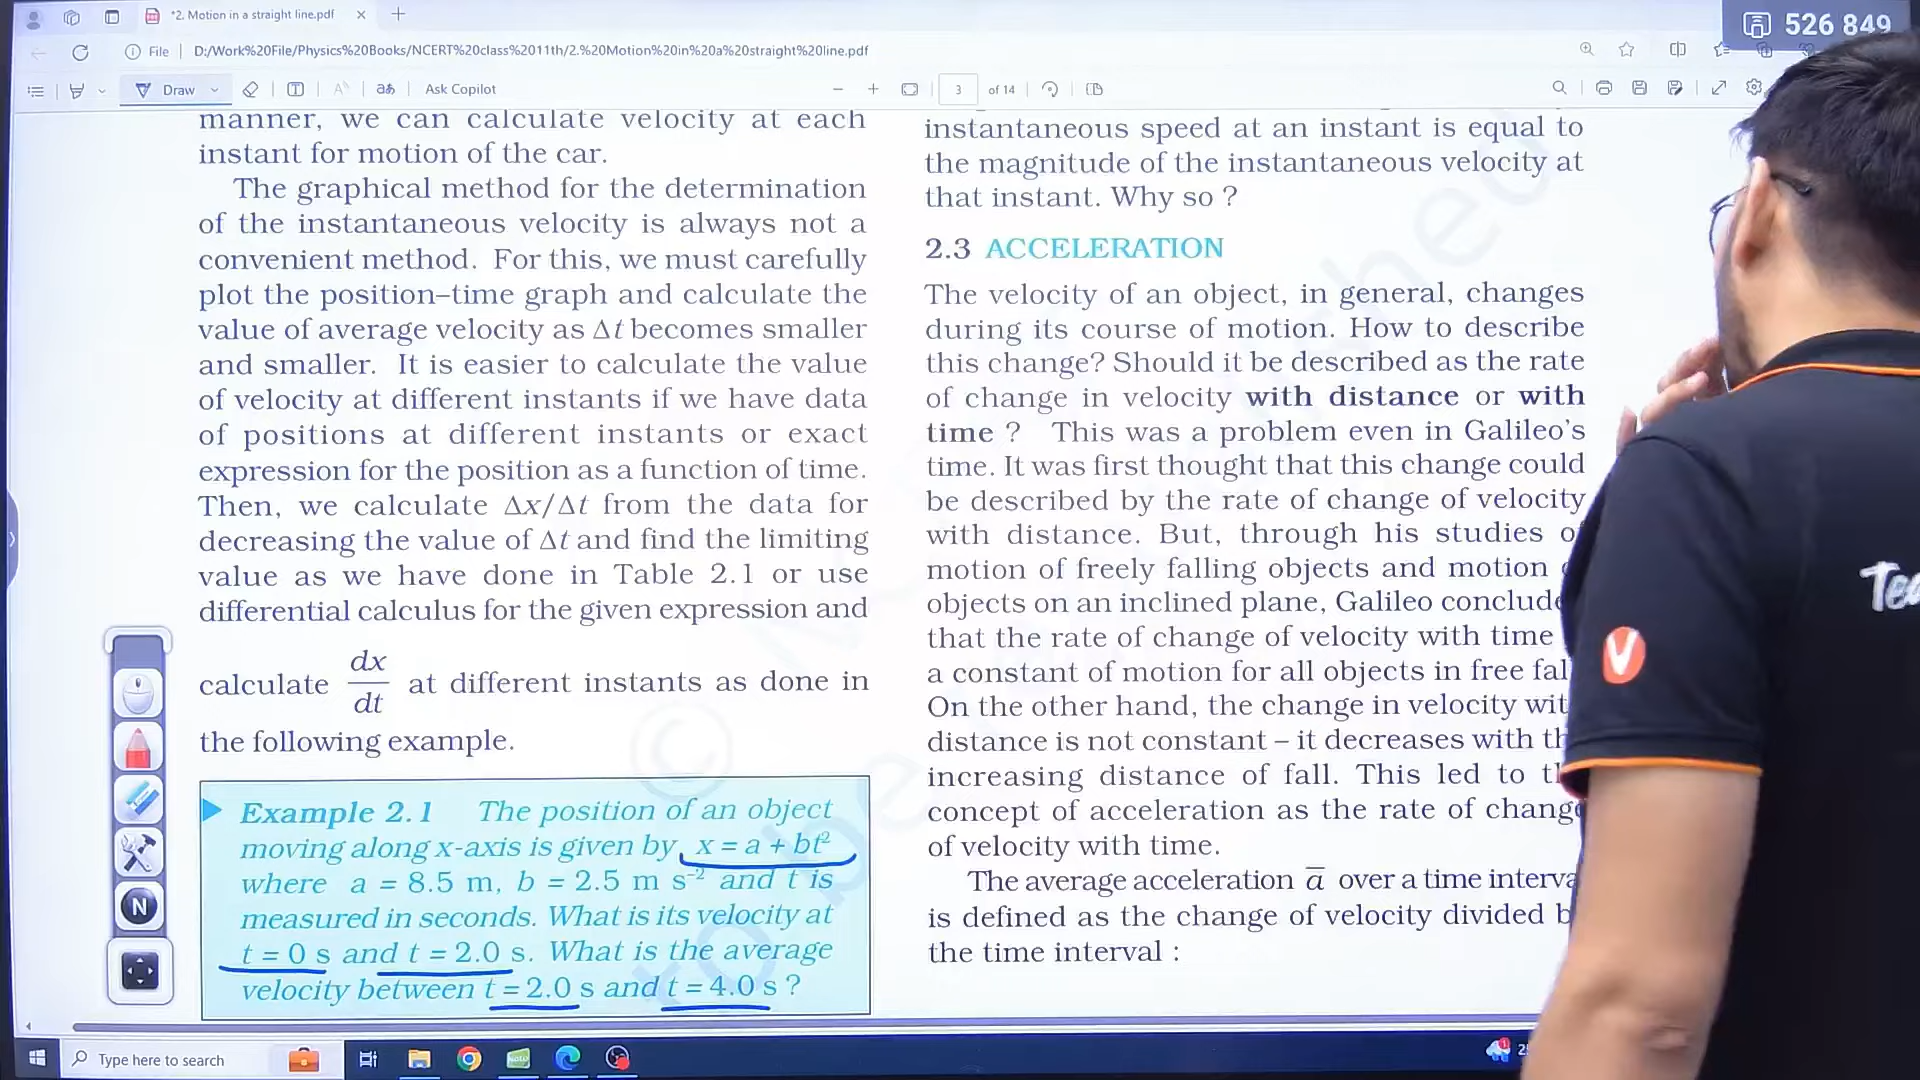 *2. Motion in a straight line.pdf
526 849
File
D:/Work%20File/Physics%20Books/NCERT%20class%2011th/2.%20Motion%20in%20a%20straight%20line.pdf
Draw
Ask Copilot
3 of 14
manner, we can calculate velocity at each
instant for motion of the car.
The graphical method for the determination
of the instantaneous velocity is always not a
convenient method. For this, we must carefully
plot the position–time graph and calculate the
value of average velocity as Δt becomes smaller
and smaller. It is easier to calculate the value
of velocity at different instants if we have data
of positions at different instants or exact
expression for the position as a function of time.
Then, we calculate Δx/Δt from the data for
decreasing the value of Δt and find the limiting
value as we have done in Table 2.1 or use
differential calculus for the given expression and
calculate dx/dt at different instants as done in
the following example.
Example 2.1 The position of an object
moving along x-axis is given by x = a + bt²
where a = 8.5 m, b = 2.5 m s⁻² and t is
measured in seconds. What is its velocity at
t = 0 s and t = 2.0 s. What is the average
velocity between t = 2.0 s and t = 4.0 s ?
instantaneous speed at an instant is equal to
the magnitude of the instantaneous velocity at
that instant. Why so ?
2.3 ACCELERATION
The velocity of an object, in general, changes
during its course of motion. How to describe
this change? Should it be described as the rate
of change in velocity with distance or with
time ? This was a problem even in Galileo's
time. It was first thought that this change could
be described by the rate of change of velocity
with distance. But, through his studies o
motion of freely falling objects and motion
objects on an inclined plane, Galileo conclude
that the rate of change of velocity with time
a constant of motion for all objects in free fal
On the other hand, the change in velocity wit
distance is not constant – it decreases with th
increasing distance of fall. This led to t
concept of acceleration as the rate of change
of velocity with time.
The average acceleration a̅ over a time interva
is defined as the change of velocity divided b
the time interval :
Tea
V
N
Type here to search